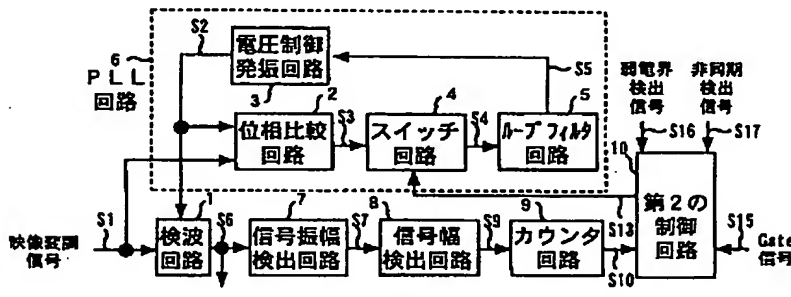 6
PLL
回路
S2
電圧制御
発振回路
3
S5
2
位相比較
回路
S3
4
スイッチ
回路
S4
5
ループフィルタ
回路
弱電界
検出
信号
S16
非同期
検出
信号
S17
10
第2の
制御
回路
S13
S15
Gate
信号
映像変調
信号
S1
1
検波
回路
S6
7
信号振幅
検出回路
S7
8
信号幅
検出回路
S9
9
カウンタ
回路
S10